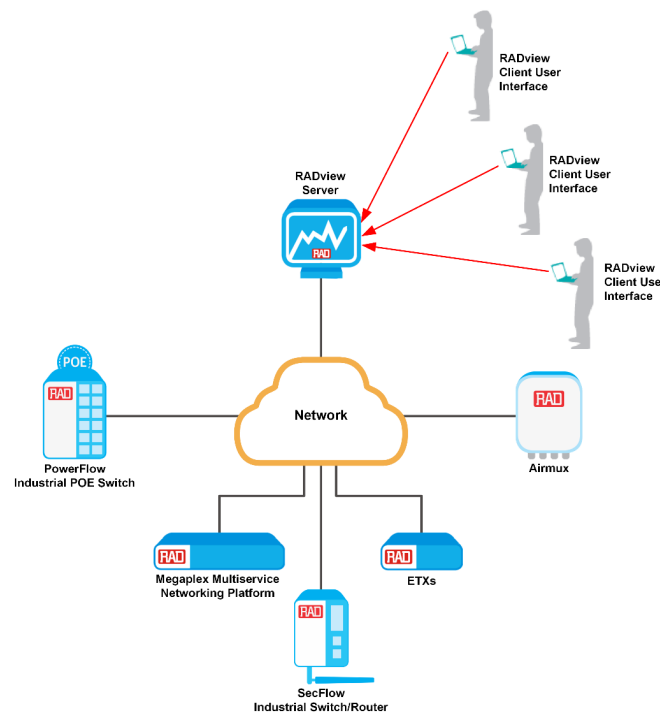 RADview
Client User
Interface
RADview
Client User
Interface
RADview
Server
RAD
RADview
Client Use
Interface
POE
RAD
PowerFlow
Industrial POE Switch
Network
RAD
Airmux
RAD
Megaplex Multiservice
Networking Platform
RAD
ETXs
RAD
SecFlow
Industrial Switch/Router